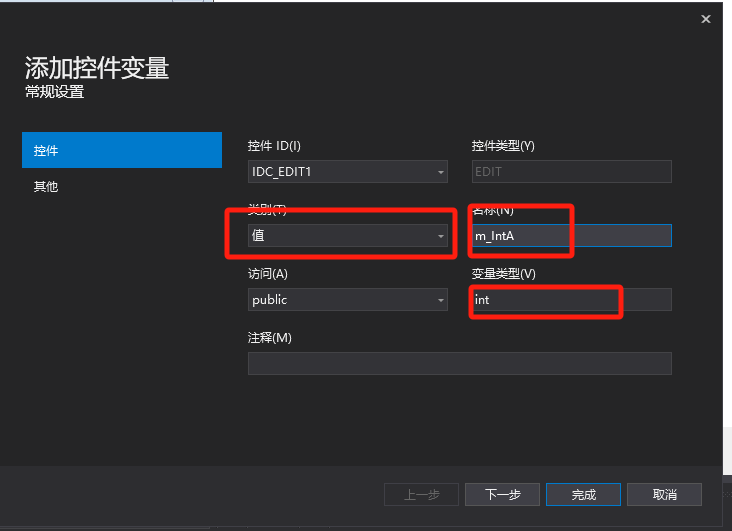 添加控件变量
常规设置
控件
其他
控件 ID(I)
控件类型(Y)
IDC_EDIT1
EDIT
类别(T)
名称(N)
值
m_IntA
访问(A)
变量类型(V)
public
int
注释(M)
上一步
下一步
完成
取消